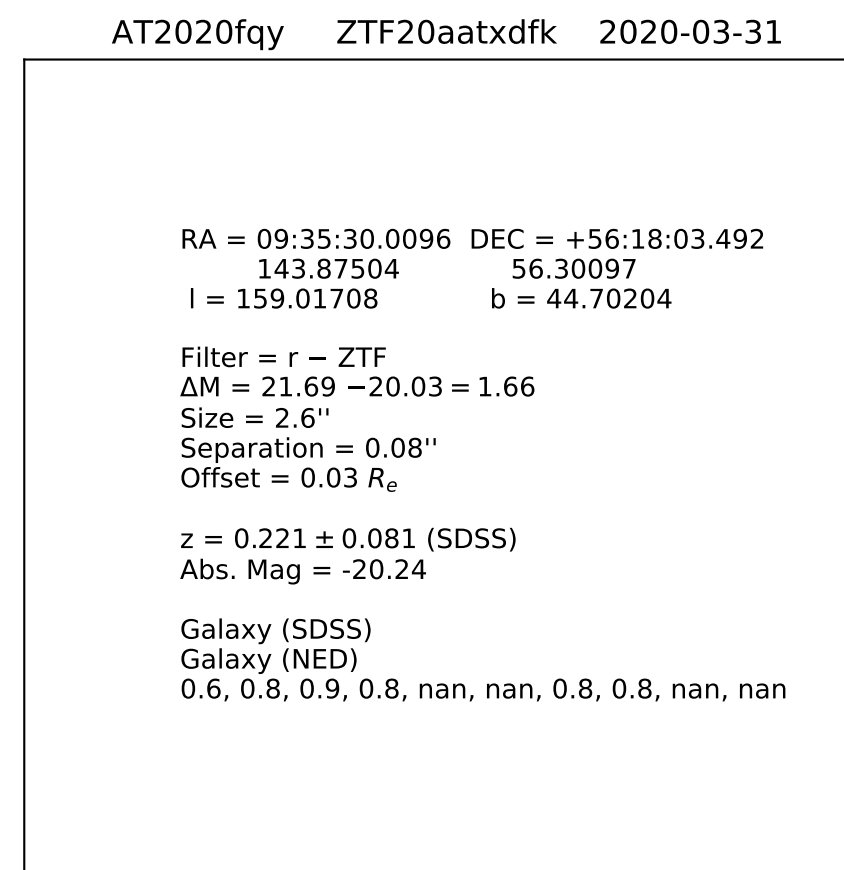 AT2020fqy ZTF20aatxdfk 2020-03-31
RA = 09:35:30.0096 DEC = +56:18:03.492
143.87504 56.30097
l = 159.01708 b = 44.70204
Filter = r − ZTF
ΔM = 21.69 −20.03 = 1.66
Size = 2.6''
Separation = 0.08''
Offset = 0.03 Rₑ
z = 0.221 ± 0.081 (SDSS)
Abs. Mag = -20.24
Galaxy (SDSS)
Galaxy (NED)
0.6, 0.8, 0.9, 0.8, nan, nan, 0.8, 0.8, nan, nan